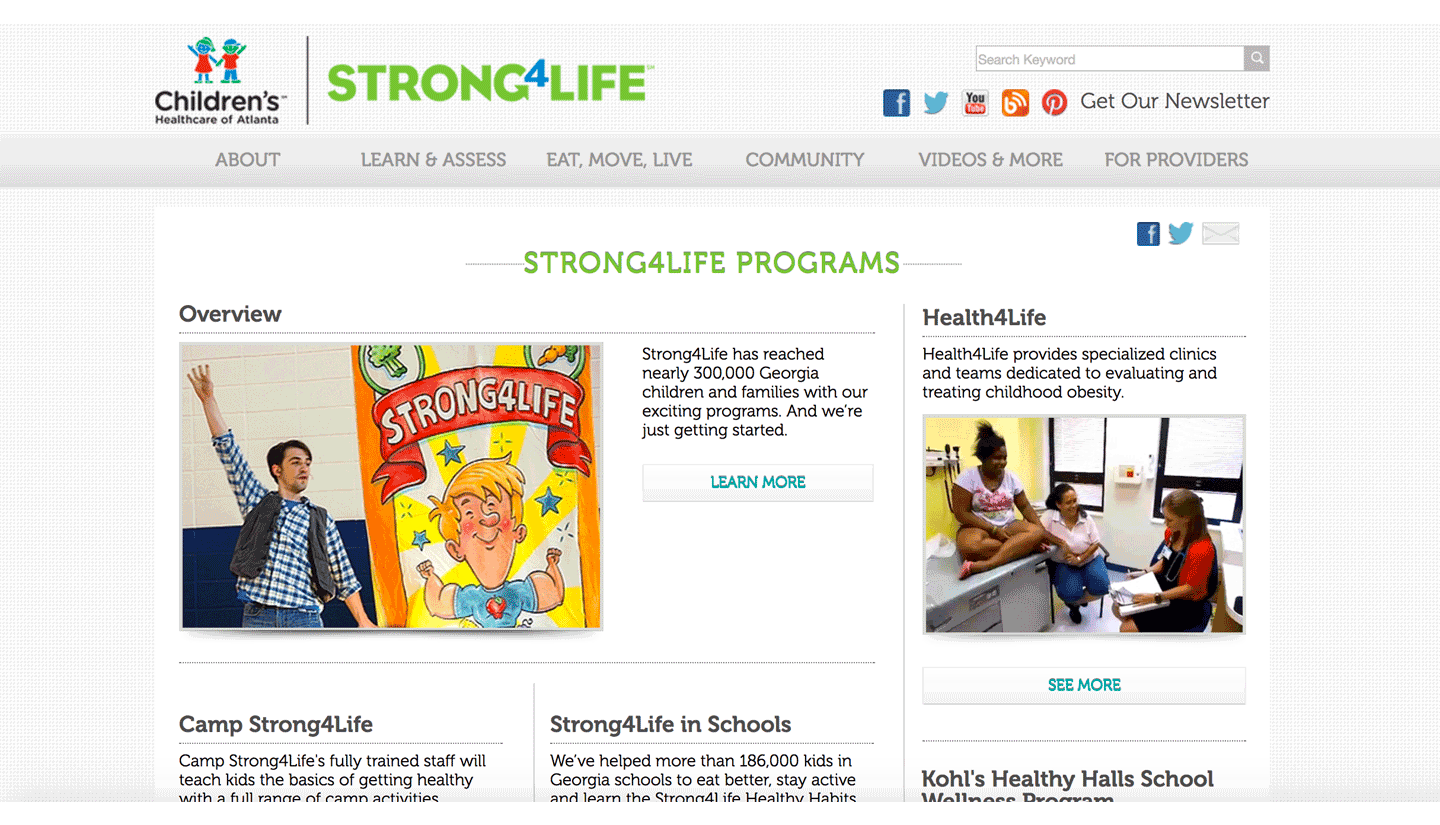 Children's™
Healthcare of Atlanta
STRONG4LIFE℠
Search Keyword
You
Tube
Get Our Newsletter
ABOUT
LEARN & ASSESS
EAT, MOVE, LIVE
COMMUNITY
VIDEOS & MORE
FOR PROVIDERS
STRONG4LIFE PROGRAMS
Overview
STRONG4LIFE
Strong4Life has reached
nearly 300,000 Georgia
children and families with our
exciting programs. And we're
just getting started.
LEARN MORE
Health4Life
Health4Life provides specialized clinics
and teams dedicated to evaluating and
treating childhood obesity.
SEE MORE
Camp Strong4Life
Camp Strong4Life's fully trained staff will
teach kids the basics of getting healthy
with a full range of camp activities
Strong4Life in Schools
We've helped more than 186,000 kids in
Georgia schools to eat better, stay active
and learn the Strong4Life Healthy Habits
Kohl's Healthy Halls School
Wellness Program